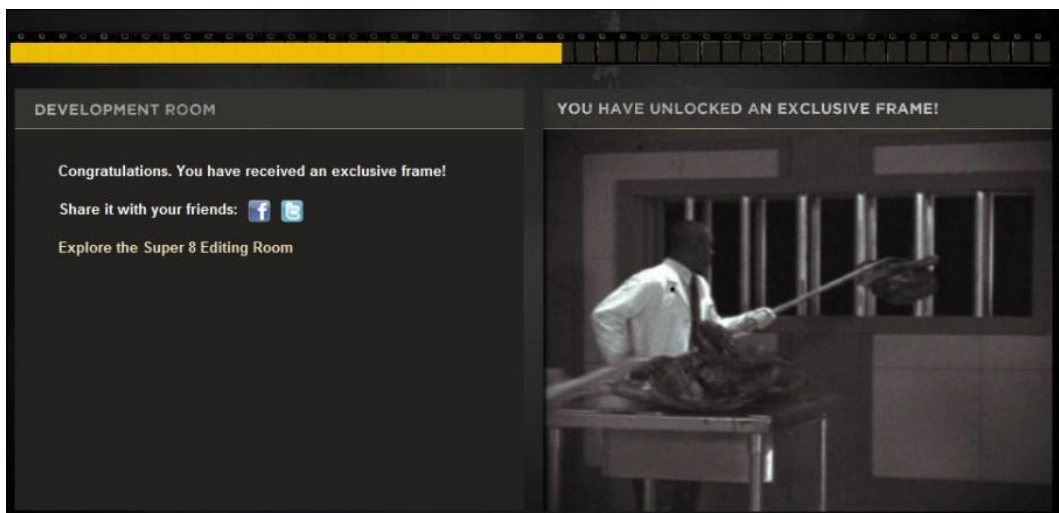 DEVELOPMENT ROOM
Congratulations. You have received an exclusive frame!
Share it with your friends:
Explore the Super 8 Editing Room
YOU HAVE UNLOCKED AN EXCLUSIVE FRAME!